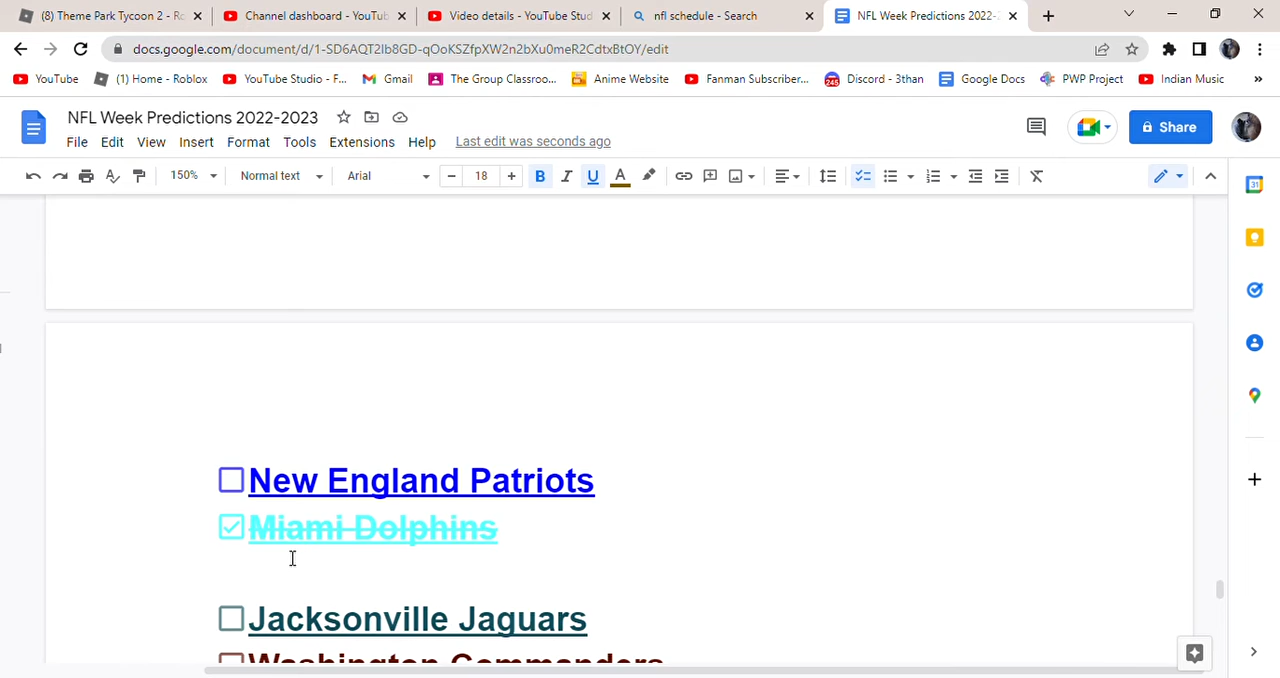 (8) Theme Park Tycoon 2 - Ro
Channel dashboard - YouTub
Video details - YouTube Stud
nfl schedule - Search
NFL Week Predictions 2022-
docs.google.com/document/d/1-SD6AQT2Ib8GD-qOoKSZfpXW2n2bXu0meR2CdtxBtOY/edit
YouTube
(1) Home - Roblox
YouTube Studio - F...
Gmail
The Group Classroo...
Anime Website
Fanman Subscriber...
245
Discord - 3than
Google Docs
PWP Project
Indian Music
»
NFL Week Predictions 2022-2023
File Edit View Insert Format Tools Extensions Help
Last edit was seconds ago
Share
150%
Normal text
Arial
18
B I U A
31
New England Patriots
Miami Dolphins
Jacksonville Jaguars
Washington Commanders